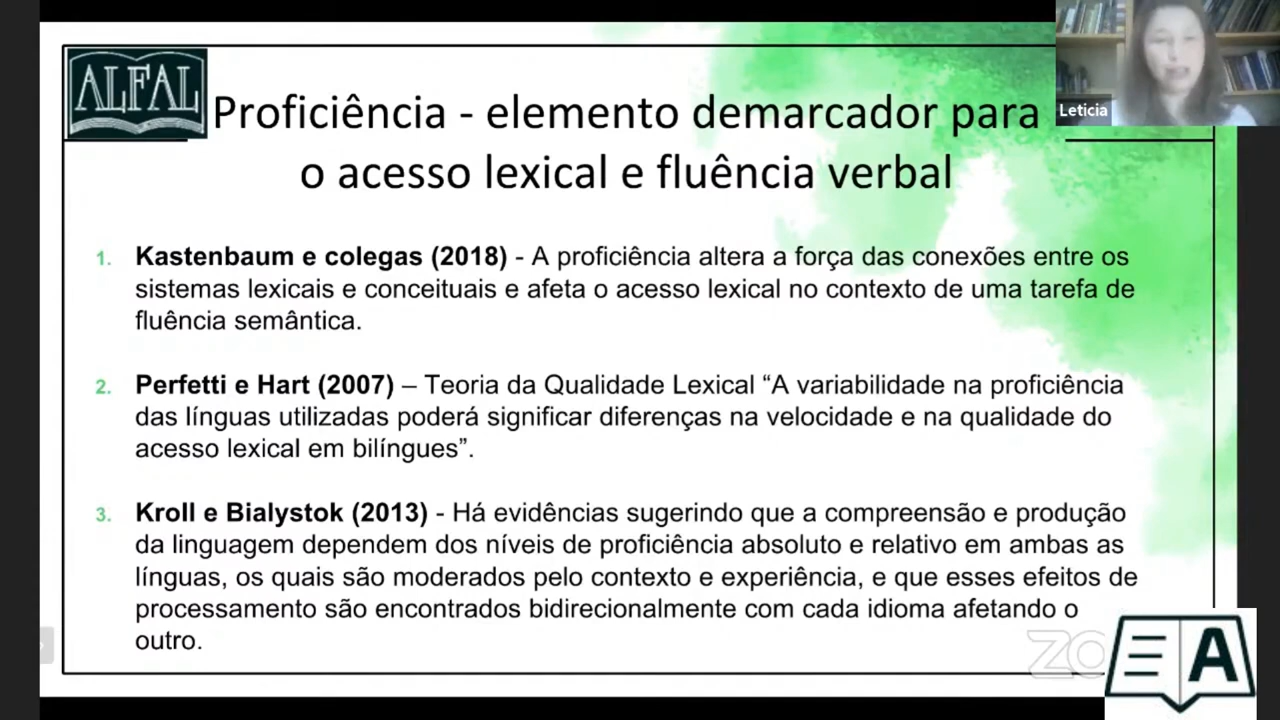 ALFAL
Leticia
Proficiência - elemento demarcador para
o acesso lexical e fluência verbal
1. Kastenbaum e colegas (2018) - A proficiência altera a força das conexões entre os
sistemas lexicais e conceituais e afeta o acesso lexical no contexto de uma tarefa de
fluência semântica.
2. Perfetti e Hart (2007) – Teoria da Qualidade Lexical “A variabilidade na proficiência
das línguas utilizadas poderá significar diferenças na velocidade e na qualidade do
acesso lexical em bilíngues”.
3. Kroll e Bialystok (2013) - Há evidências sugerindo que a compreensão e produção
da linguagem dependem dos níveis de proficiência absoluto e relativo em ambas as
línguas, os quais são moderados pelo contexto e experiência, e que esses efeitos de
processamento são encontrados bidirecionalmente com cada idioma afetando o
outro.
A